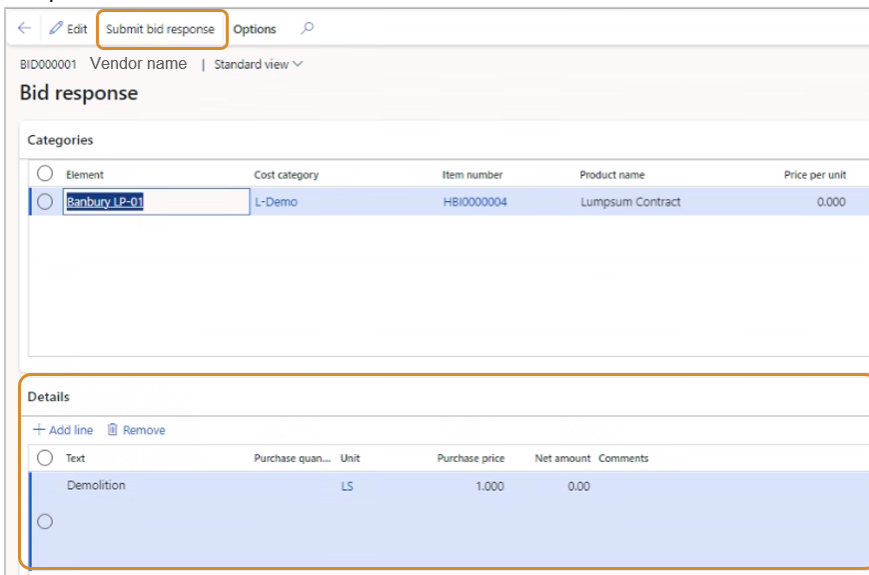 Edit Submit bid response Options
BID000001 Vendor name | Standard view
Bid response
Categories
Element Cost category Item number Product name Price per unit
Banbury LP-01 L-Demo HBI0000004 Lumpsum Contract 0.000
Details
+ Add line Remove
Text Purchase quan... Unit Purchase price Net amount Comments
Demolition LS 1.000 0.00